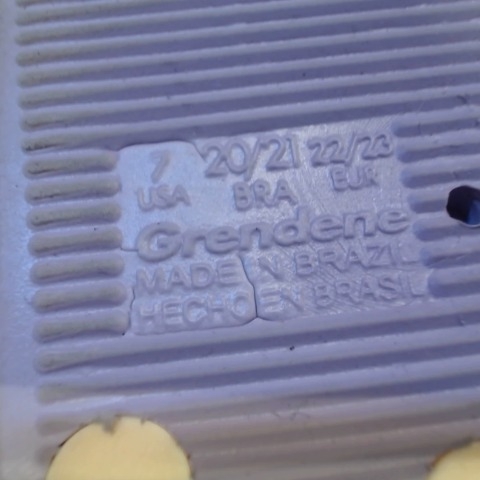 7 20/21 22/23
USA BRA EUR
Grendene
MADE IN BRAZIL
HECHO EN BRASIL